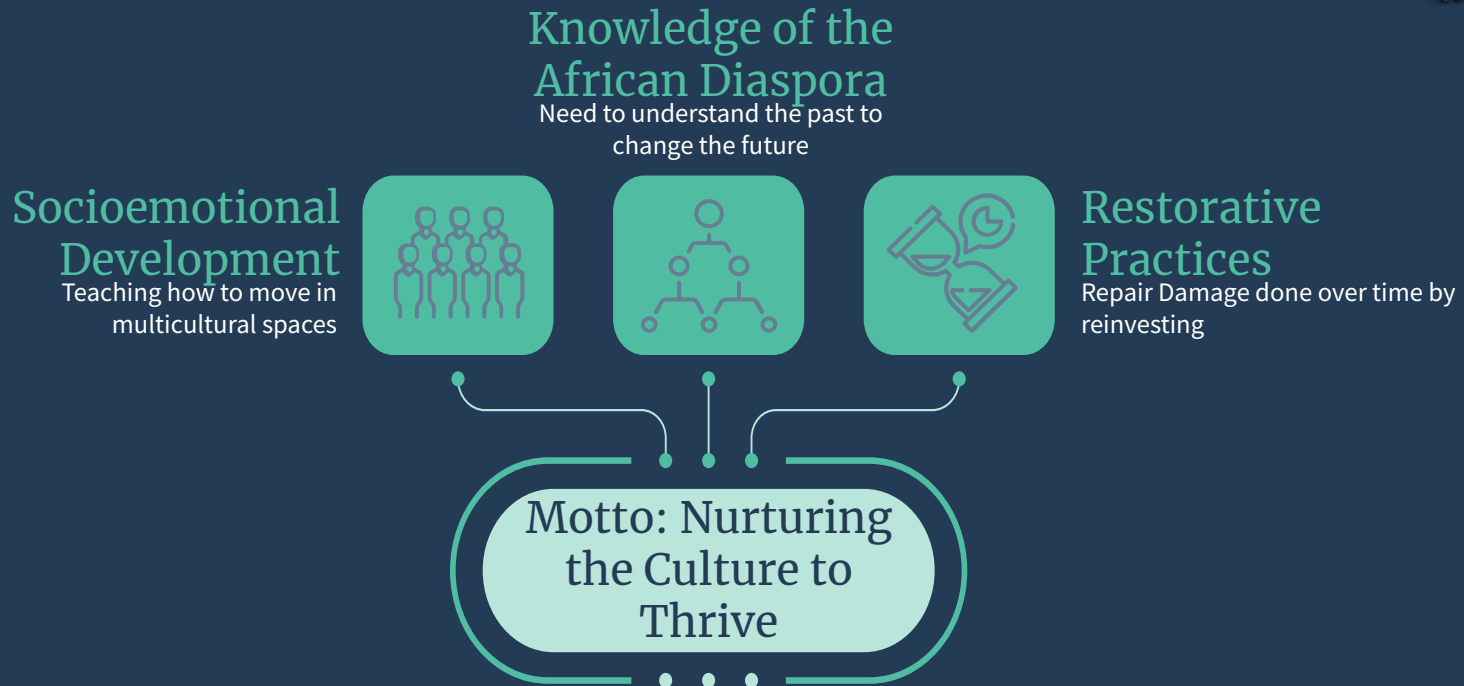 Knowledge of the
African Diaspora
Need to understand the past to
change the future
Socioemotional
Development
Teaching how to move in
multicultural spaces
Restorative
Practices
Repair Damage done over time by
reinvesting
Motto: Nurturing
the Culture to
Thrive